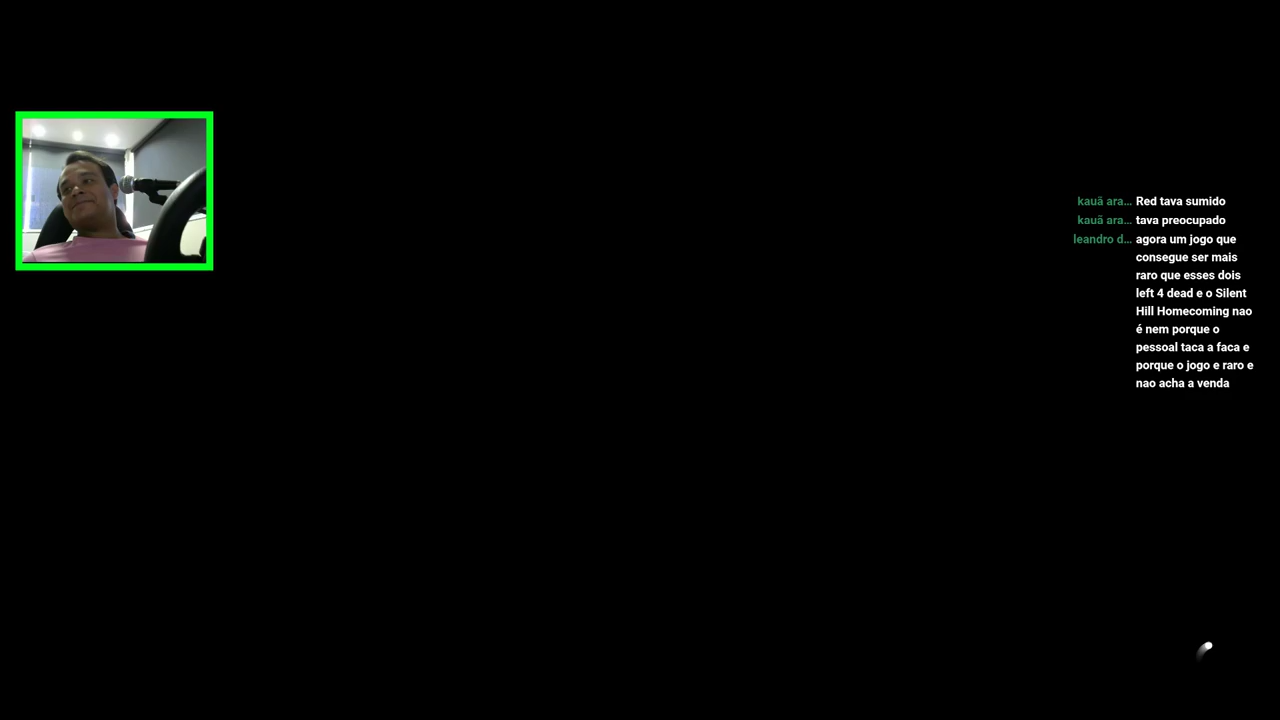 kauã ara… Red tava sumido
kauã ara… tava preocupado
leandro d… agora um jogo que
consegue ser mais
raro que esses dois
left 4 dead e o Silent
Hill Homecoming nao
é nem porque o
pessoal taca a faca e
porque o jogo e raro e
nao acha a venda